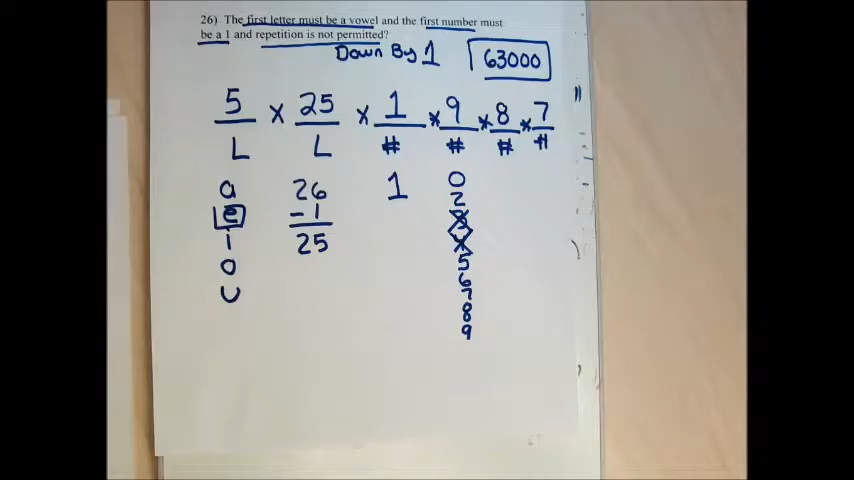 26) The first letter must be a vowel and the first number must
be a 1 and repetition is not permitted?
Down By 1 63000
5 x 25 x 1 x 9 x 8 x 7
L L # # # #
a 26 1 0
e -1 2
i 25 3
o 4
u 5
6
7
8
9